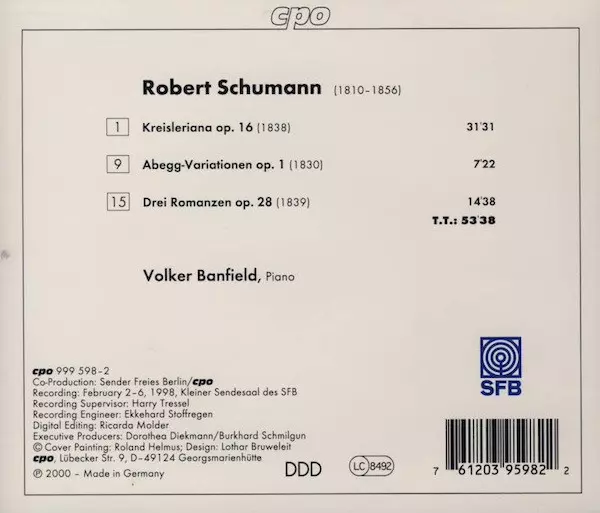 cpo
Robert Schumann (1810–1856)
1 Kreisleriana op. 16 (1838) 31'31
9 Abegg-Variationen op. 1 (1830) 7'22
15 Drei Romanzen op. 28 (1839) 14'38
T.T.: 53'38
Volker Banfield, Piano
cpo 999 598-2
Co-Production: Sender Freies Berlin/cpo
Recording: February 2-6, 1998, Kleiner Sendesaal des SFB
Recording Supervisor: Harry Tressel
Recording Engineer: Ekkehard Stoffregen
Digital Editing: Ricarda Molder
Executive Producers: Dorothea Diekmann/Burkhard Schmilgun
© Cover Painting: Roland Helmus; Design: Lothar Bruweleit
cpo, Lübecker Str. 9, D-49124 Georgsmarienhütte
℗ 2000 - Made in Germany
DDD
LC 8492
SFB
7 61203 95982 2